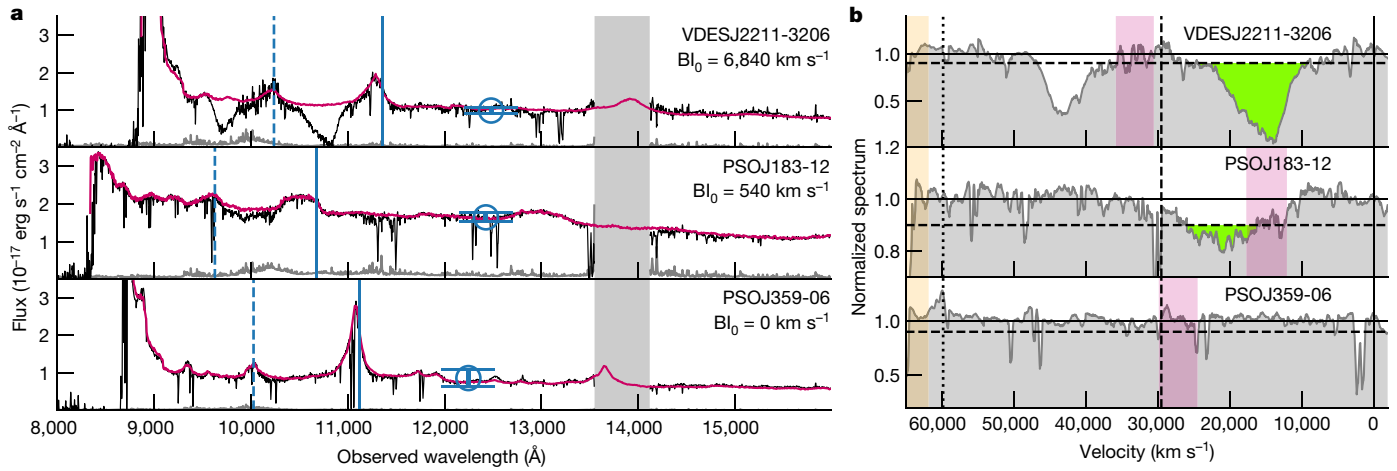 a
VDESJ2211-3206
BI₀ = 6,840 km s⁻¹
3
2
1
PSOJ183-12
BI₀ = 540 km s⁻¹
3
2
1
PSOJ359-06
BI₀ = 0 km s⁻¹
3
2
1
Flux (10⁻¹⁷ erg s⁻¹ cm⁻² Å⁻¹)
8,000 9,000 10,000 11,000 12,000 13,000 14,000 15,000
Observed wavelength (Å)
b
VDESJ2211-3206
1.0
0.5
1.2
PSOJ183-12
1.0
0.8
PSOJ359-06
1.0
0.5
Normalized spectrum
60,000 50,000 40,000 30,000 20,000 10,000 0
Velocity (km s⁻¹)